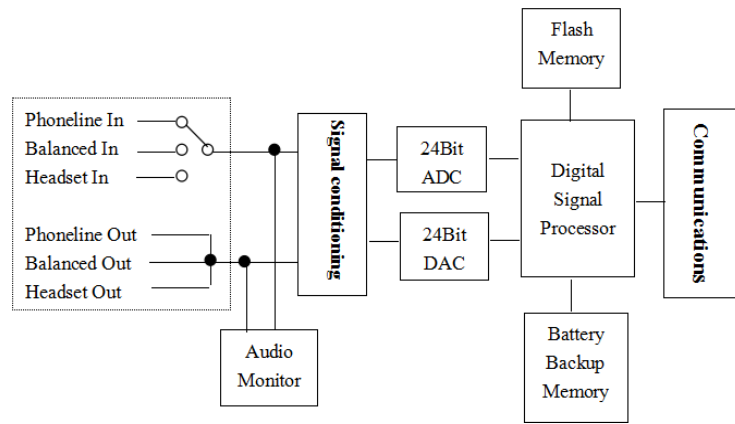 Flash
Memory
Phoneline In
Balanced In
Headset In
Signal conditioning
24Bit
ADC
Digital
Signal
Processor
Communications
Phoneline Out
Balanced Out
Headset Out
24Bit
DAC
Audio
Monitor
Battery
Backup
Memory